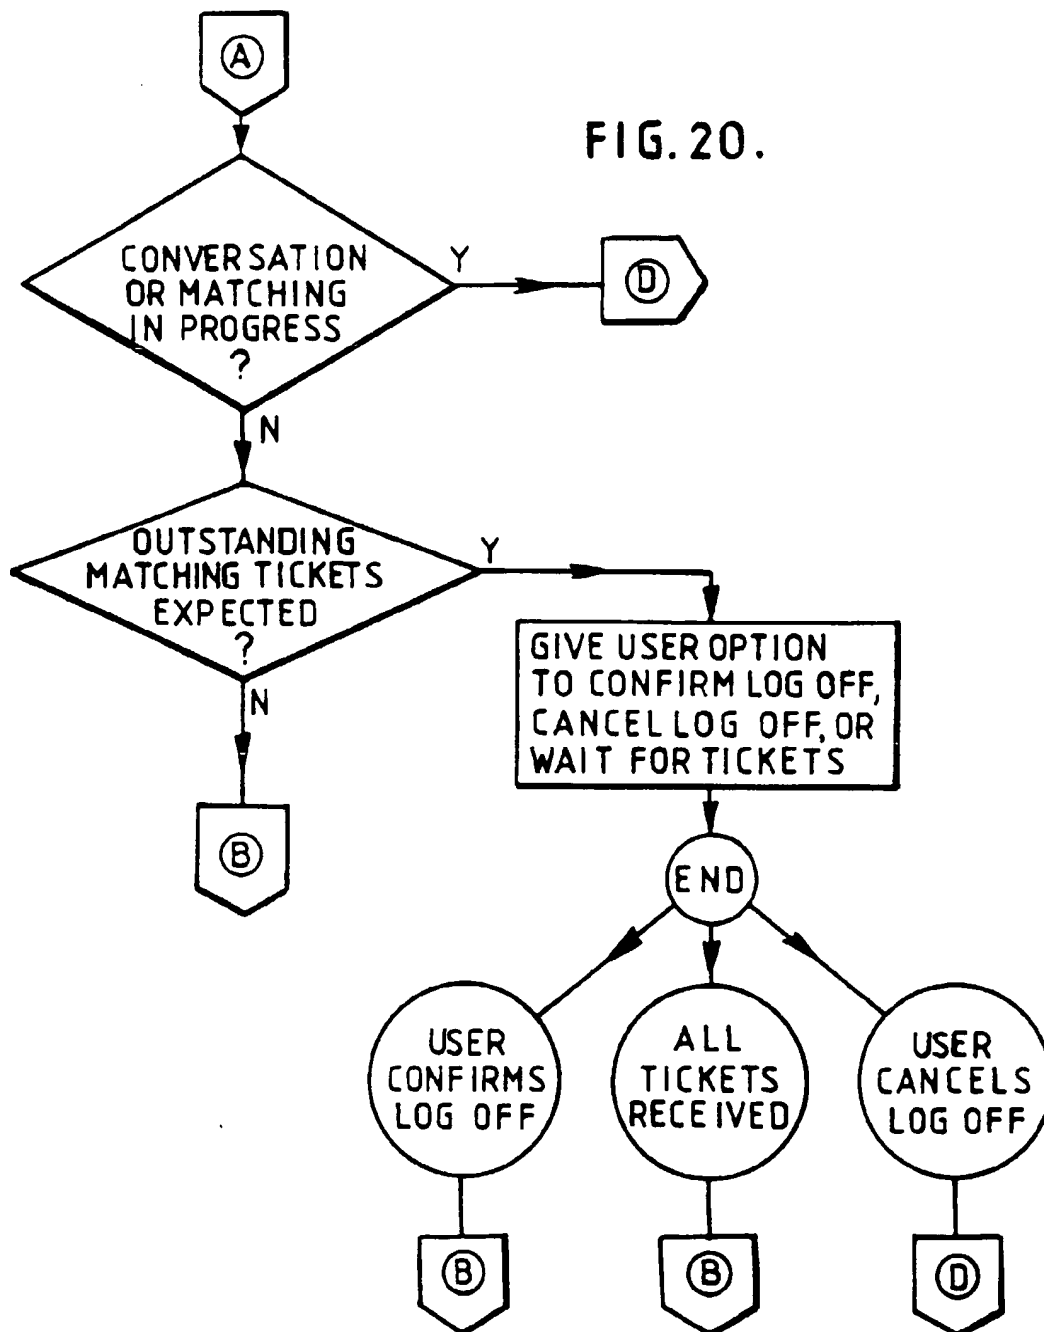 A
FIG. 20.
CONVERSATION
OR MATCHING
IN PROGRESS
?
Y
D
N
OUTSTANDING
MATCHING TICKETS
EXPECTED
?
Y
N
B
GIVE USER OPTION
TO CONFIRM LOG OFF,
CANCEL LOG OFF, OR
WAIT FOR TICKETS
END
USER
CONFIRMS
LOG OFF
ALL
TICKETS
RECEIVED
USER
CANCELS
LOG OFF
B
B
D